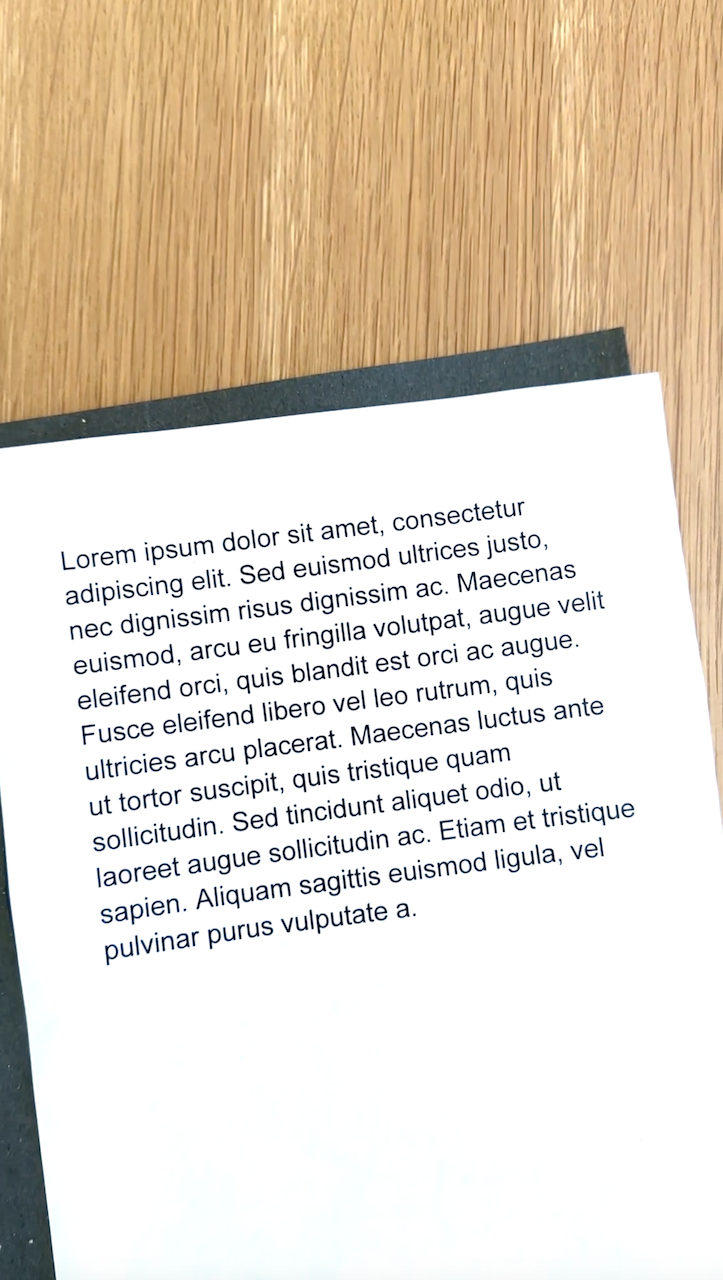 Lorem ipsum dolor sit amet, consectetur
adipiscing elit. Sed euismod ultrices justo,
nec dignissim risus dignissim ac. Maecenas
euismod, arcu eu fringilla volutpat, augue velit
eleifend orci, quis blandit est orci ac augue.
Fusce eleifend libero vel leo rutrum, quis
ultricies arcu placerat. Maecenas luctus ante
ut tortor suscipit, quis tristique quam
sollicitudin. Sed tincidunt aliquet odio, ut
laoreet augue sollicitudin ac. Etiam et tristique
sapien. Aliquam sagittis euismod ligula, vel
pulvinar purus vulputate a.